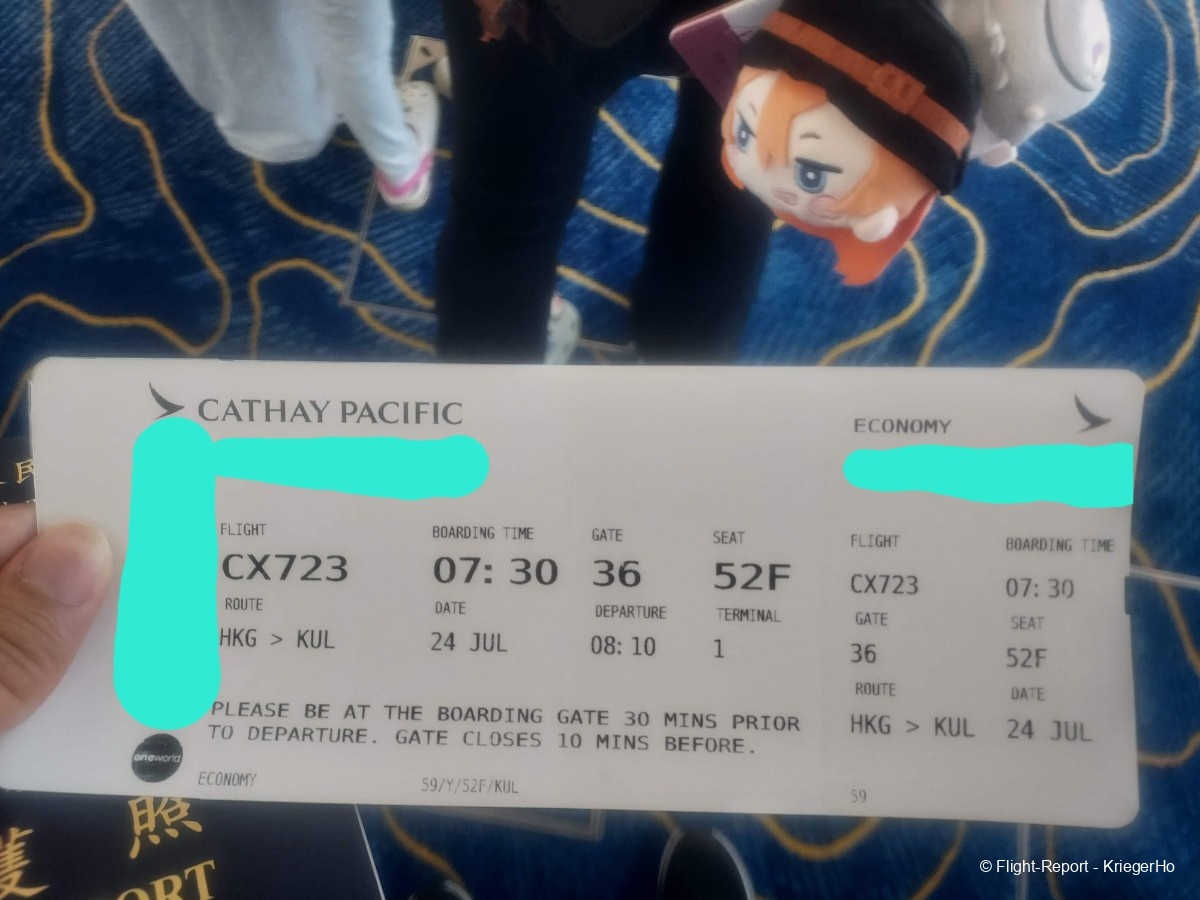 CATHAY PACIFIC
ECONOMY
FLIGHT BOARDING TIME GATE SEAT
CX723 07:30 36 52F
ROUTE DATE DEPARTURE TERMINAL
HKG > KUL 24 JUL 08:10 1
PLEASE BE AT THE BOARDING GATE 30 MINS PRIOR
TO DEPARTURE. GATE CLOSES 10 MINS BEFORE.
oneworld
ECONOMY 59/Y/52F/KUL
FLIGHT BOARDING TIME
CX723 07:30
GATE SEAT
36 52F
ROUTE DATE
HKG > KUL 24 JUL
59
民
護照
ORT
© Flight-Report - KriegerHo